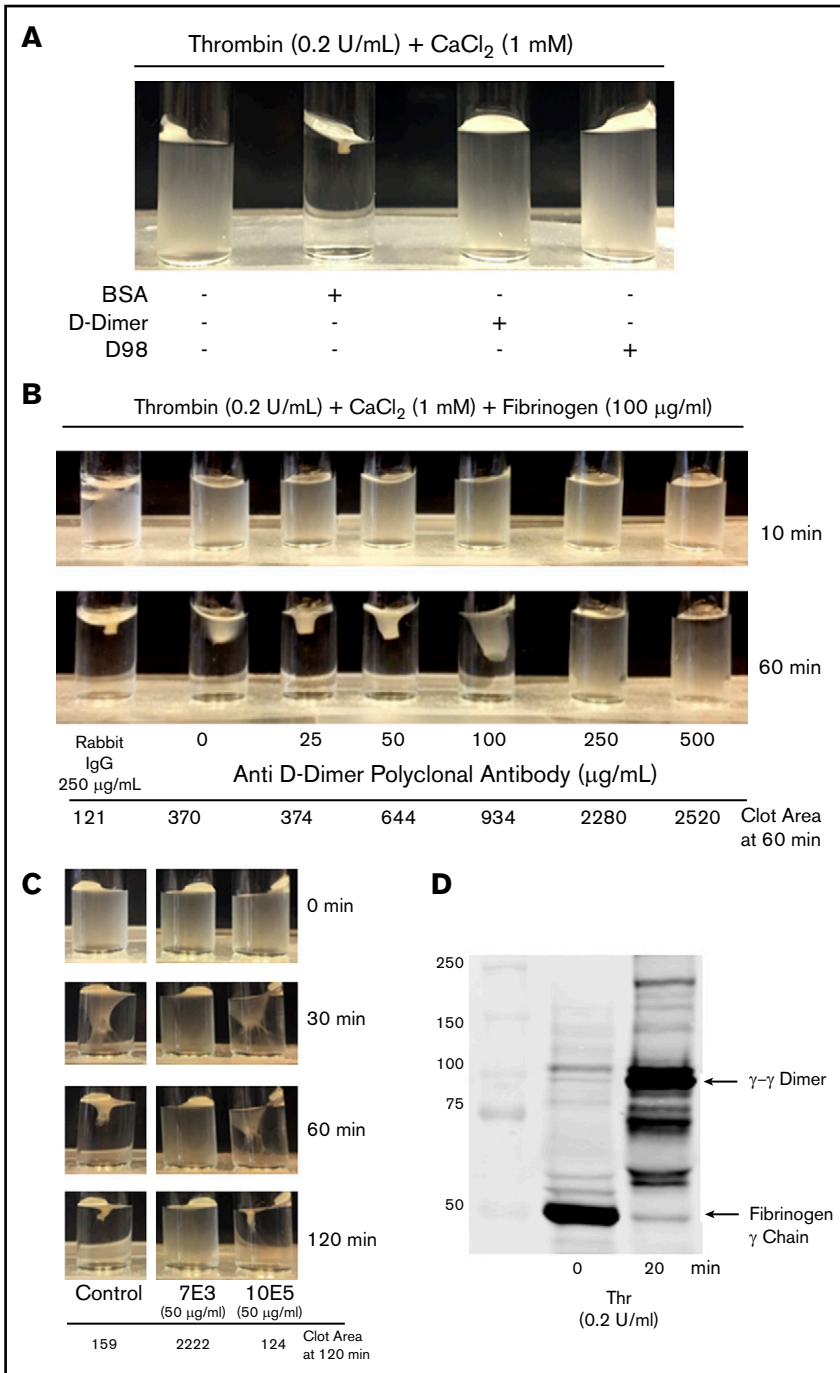 A
Thrombin (0.2 U/mL) + CaCl₂ (1 mM)
BSA - + - -
D-Dimer - - + -
D98 - - - +
B
Thrombin (0.2 U/mL) + CaCl₂ (1 mM) + Fibrinogen (100 μg/ml)
10 min
60 min
Rabbit
IgG
250 μg/mL
0 25 50 100 250 500
Anti D-Dimer Polyclonal Antibody (μg/mL)
121 370 374 644 934 2280 2520
Clot Area
at 60 min
C
0 min
30 min
60 min
120 min
Control 7E3 10E5
(50 μg/ml) (50 μg/ml)
159 2222 124
Clot Area
at 120 min
D
250
150
100
75
50
γ–γ Dimer
Fibrinogen
γ Chain
0 20 min
Thr
(0.2 U/ml)